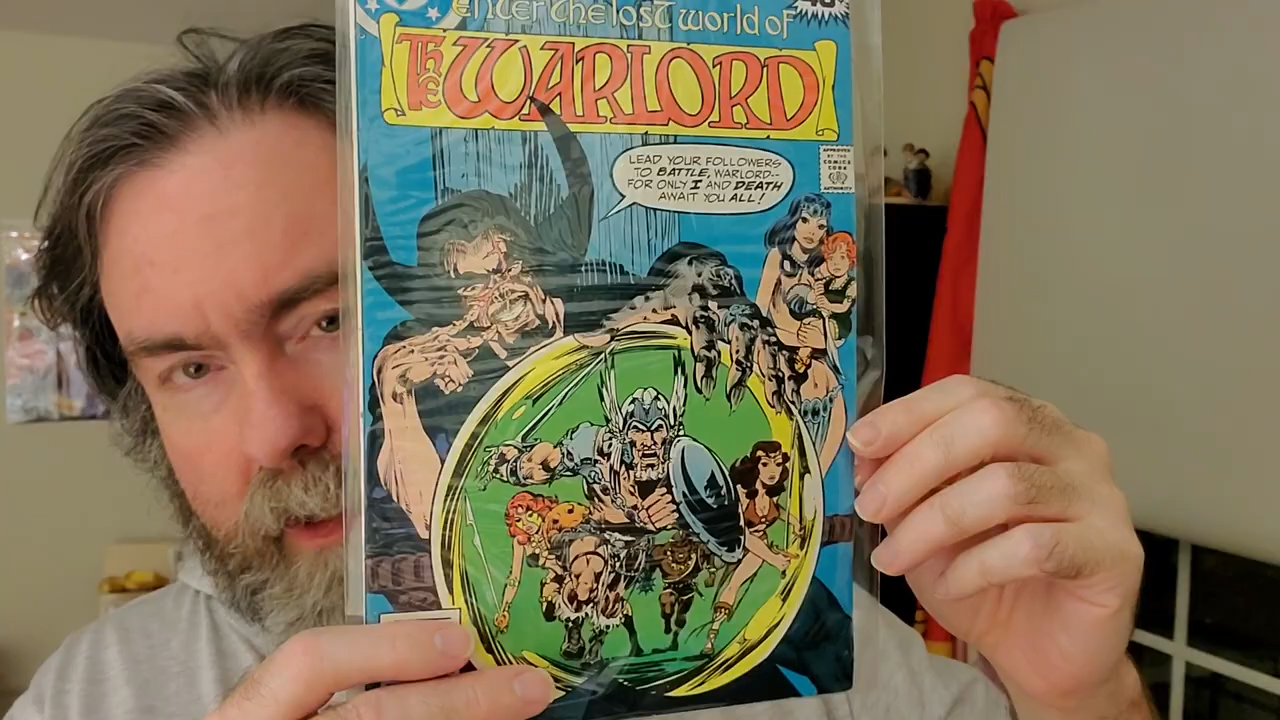 enter the lost world of
THE WARLORD
LEAD YOUR FOLLOWERS
TO BATTLE, WARLORD--
FOR ONLY I AND DEATH
AWAIT YOU ALL!
APPROVED
BY THE
COMICS
CODE
AUTHORITY